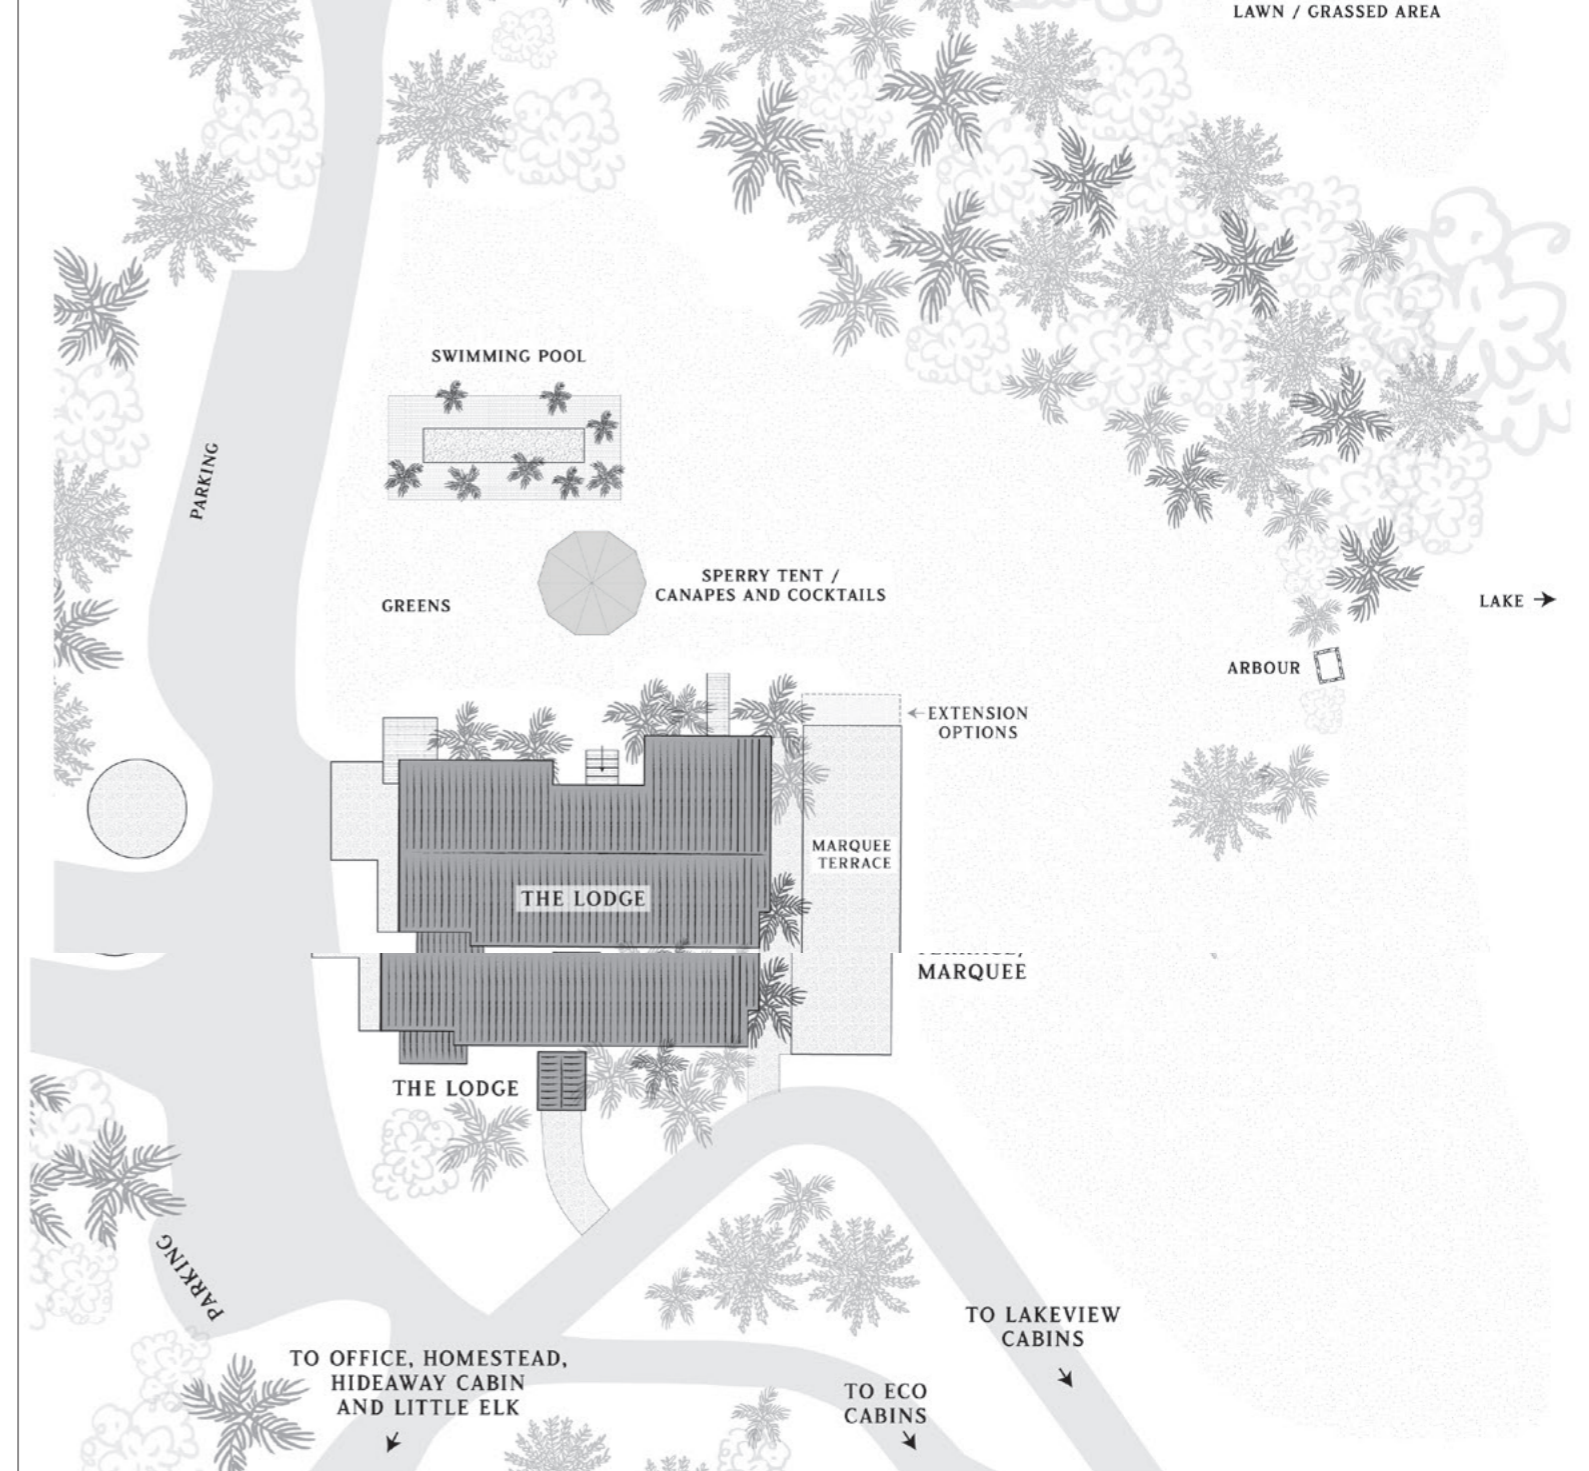 LAWN / GRASSED AREA
SWIMMING POOL
PARKING
SPERRY TENT /
CANAPES AND COCKTAILS
GREENS
LAKE
ARBOUR
EXTENSION
OPTIONS
MARQUEE
TERRACE
THE LODGE
MARQUEE
THE LODGE
PARKING
TO LAKEVIEW
CABINS
TO OFFICE, HOMESTEAD,
HIDEAWAY CABIN
AND LITTLE ELK
TO ECO
CABINS